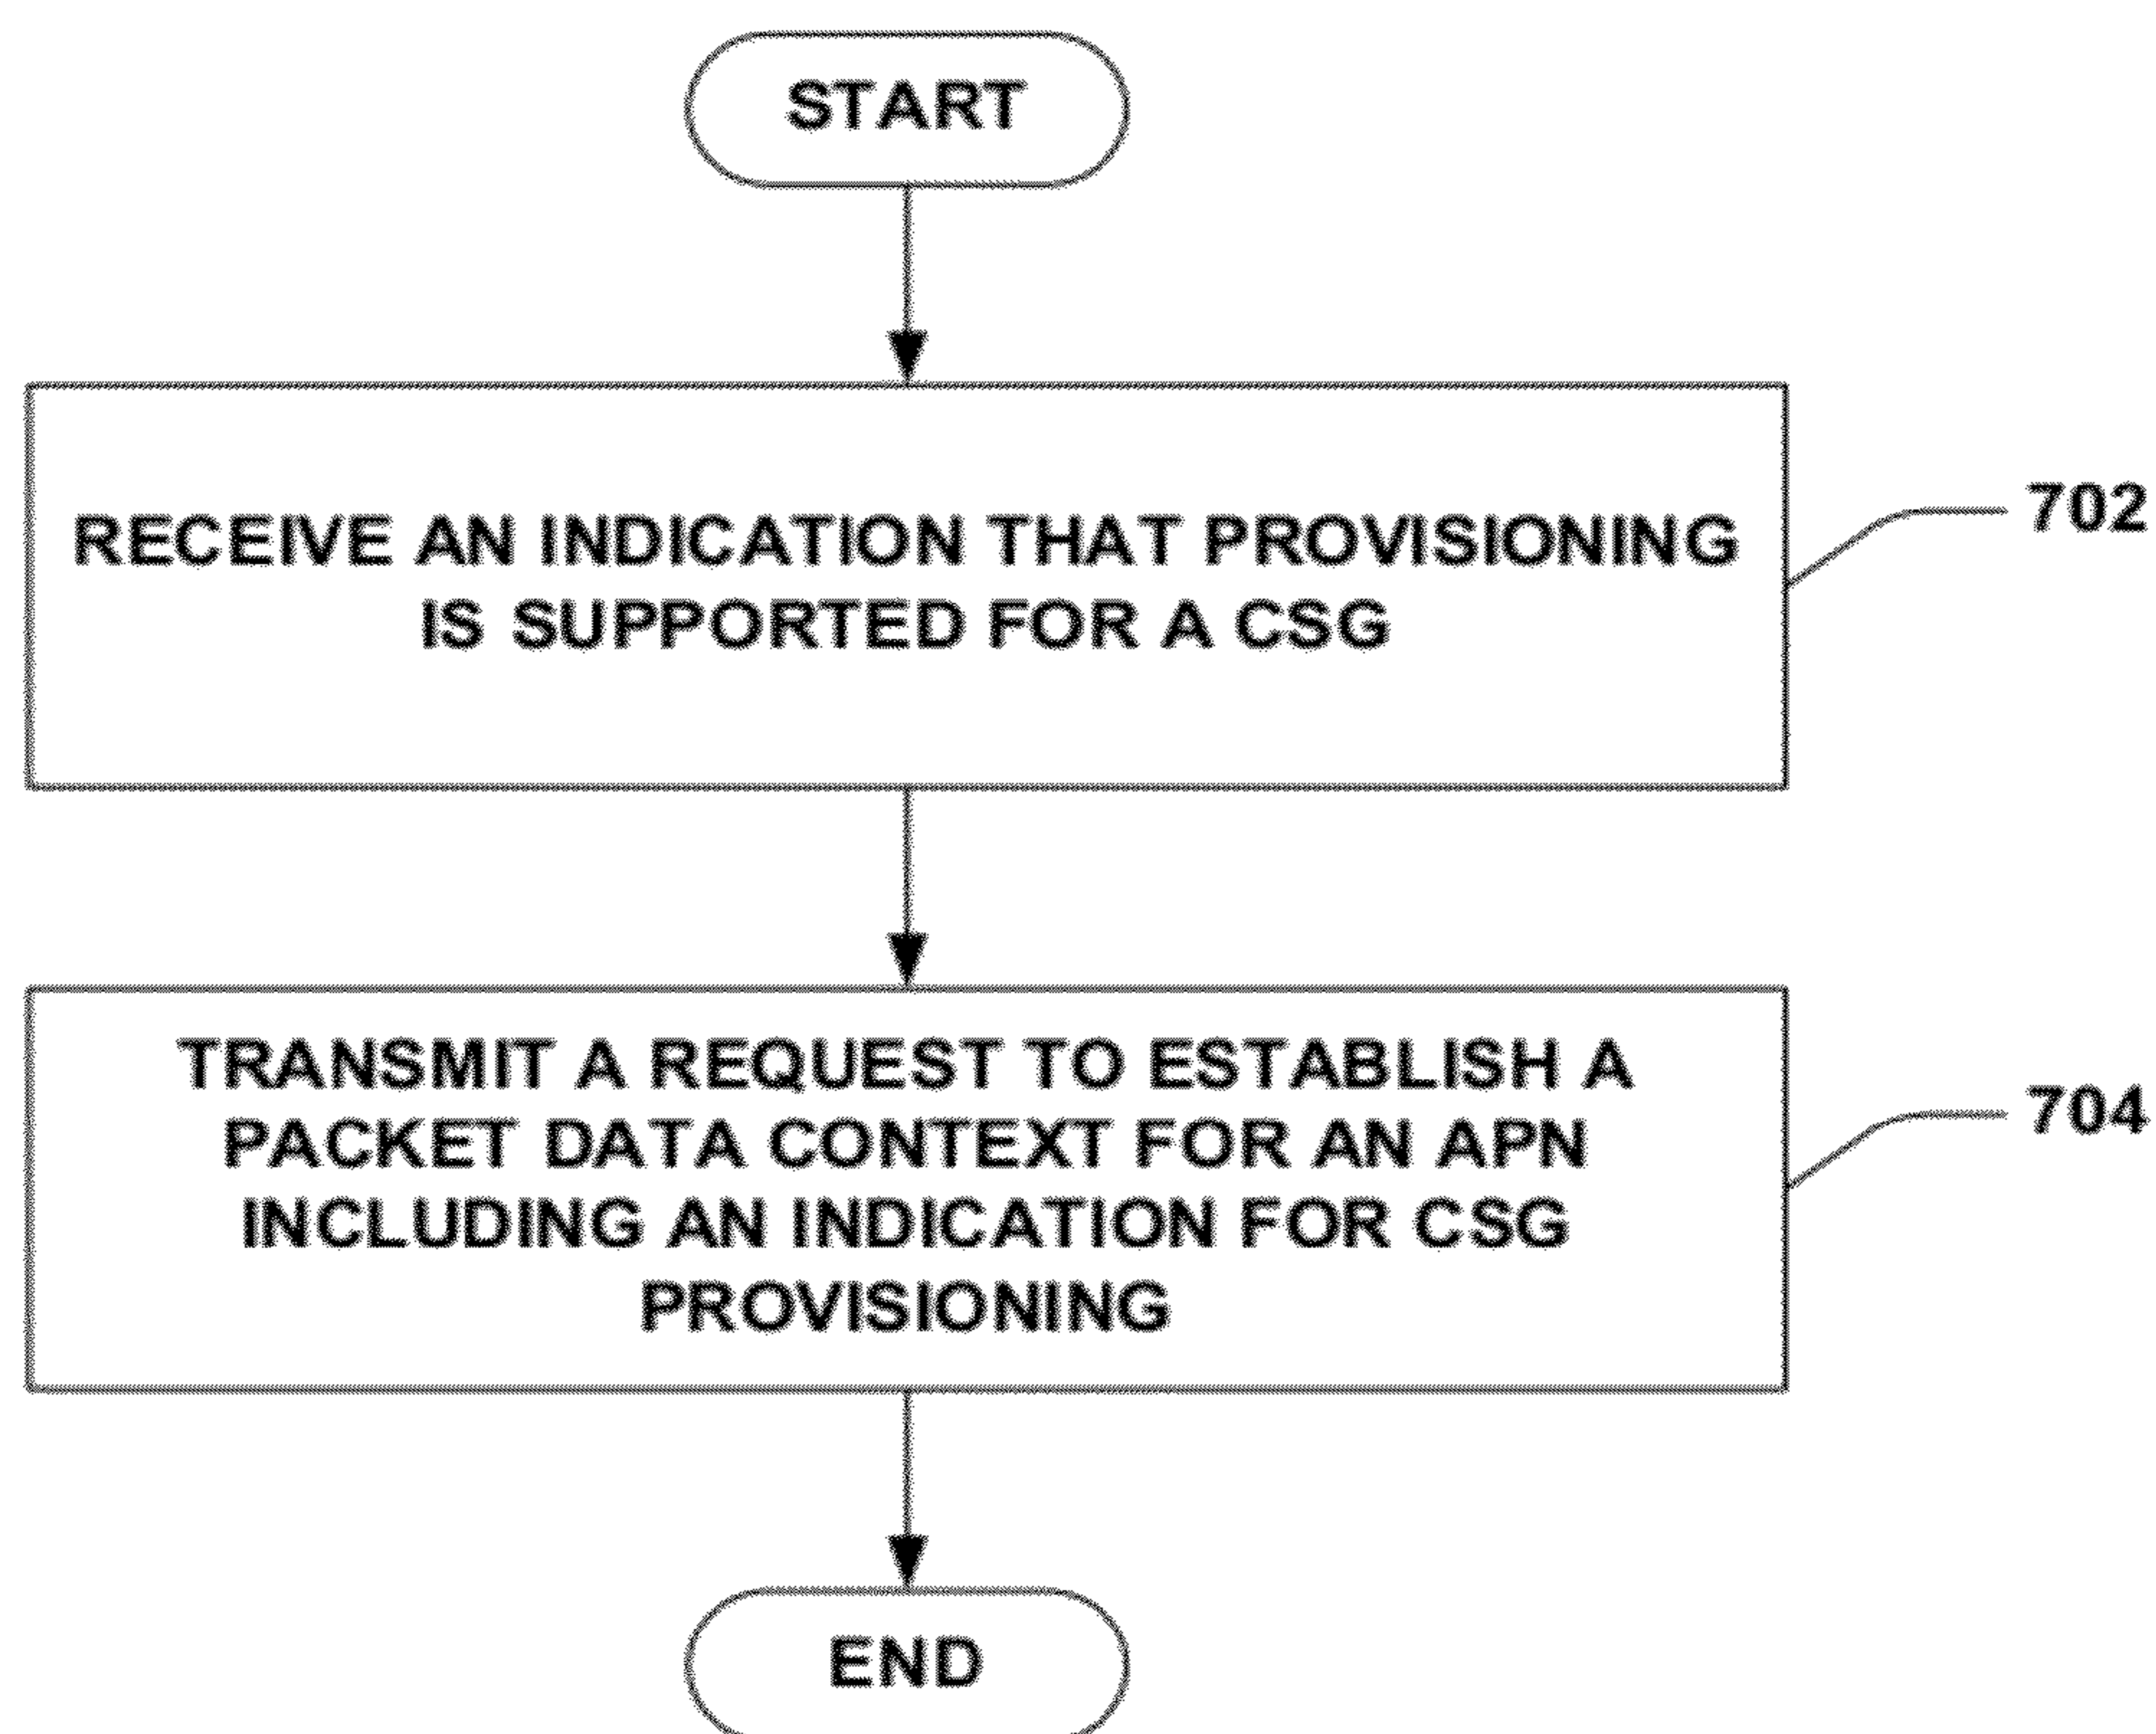 START
RECEIVE AN INDICATION THAT PROVISIONING
IS SUPPORTED FOR A CSG
702
TRANSMIT A REQUEST TO ESTABLISH A
PACKET DATA CONTEXT FOR AN APN
INCLUDING AN INDICATION FOR CSG
PROVISIONING
704
END